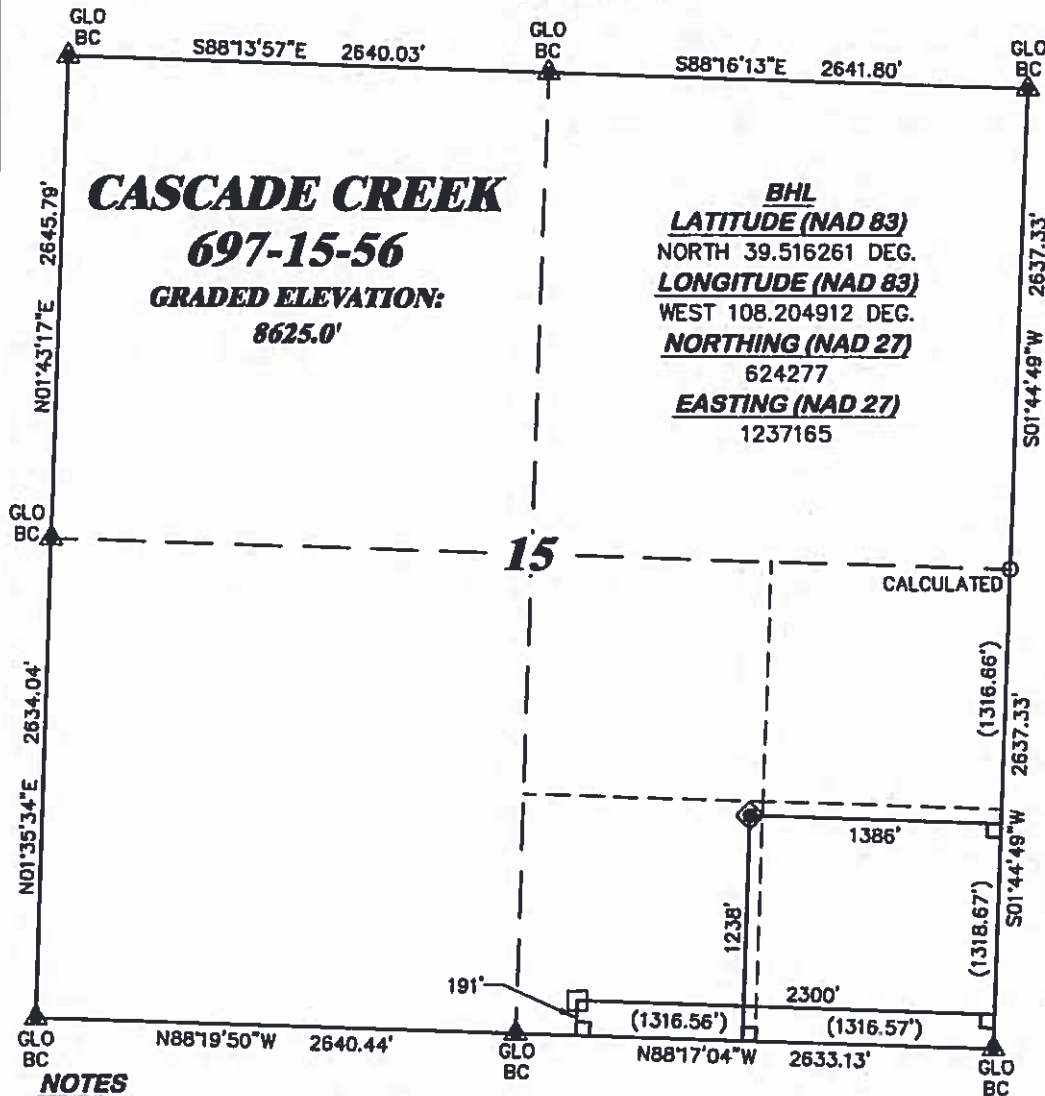 GLO
BC
S88°13'57"E 2640.03'
GLO
BC
S88°16'13"E 2641.80'
GLO
BC
N01°43'17"E 2645.79'
CASCADE CREEK
697-15-56
GRADED ELEVATION:
8625.0'
BHL
LATITUDE (NAD 83)
NORTH 39.516261 DEG.
LONGITUDE (NAD 83)
WEST 108.204912 DEG.
NORTHING (NAD 27)
624277
EASTING (NAD 27)
1237165
S01°44'49"W 2637.33'
GLO
BC
15
CALCULATED
N01°35'34"E 2634.04'
(1316.66')
S01°44'49"W 2637.33'
1386'
1238'
(1318.67')
191'
2300'
(1316.56')
(1316.57')
GLO
BC
N88°19'50"W 2640.44'
GLO
BC
N88°17'04"W 2633.13'
GLO
BC
NOTES